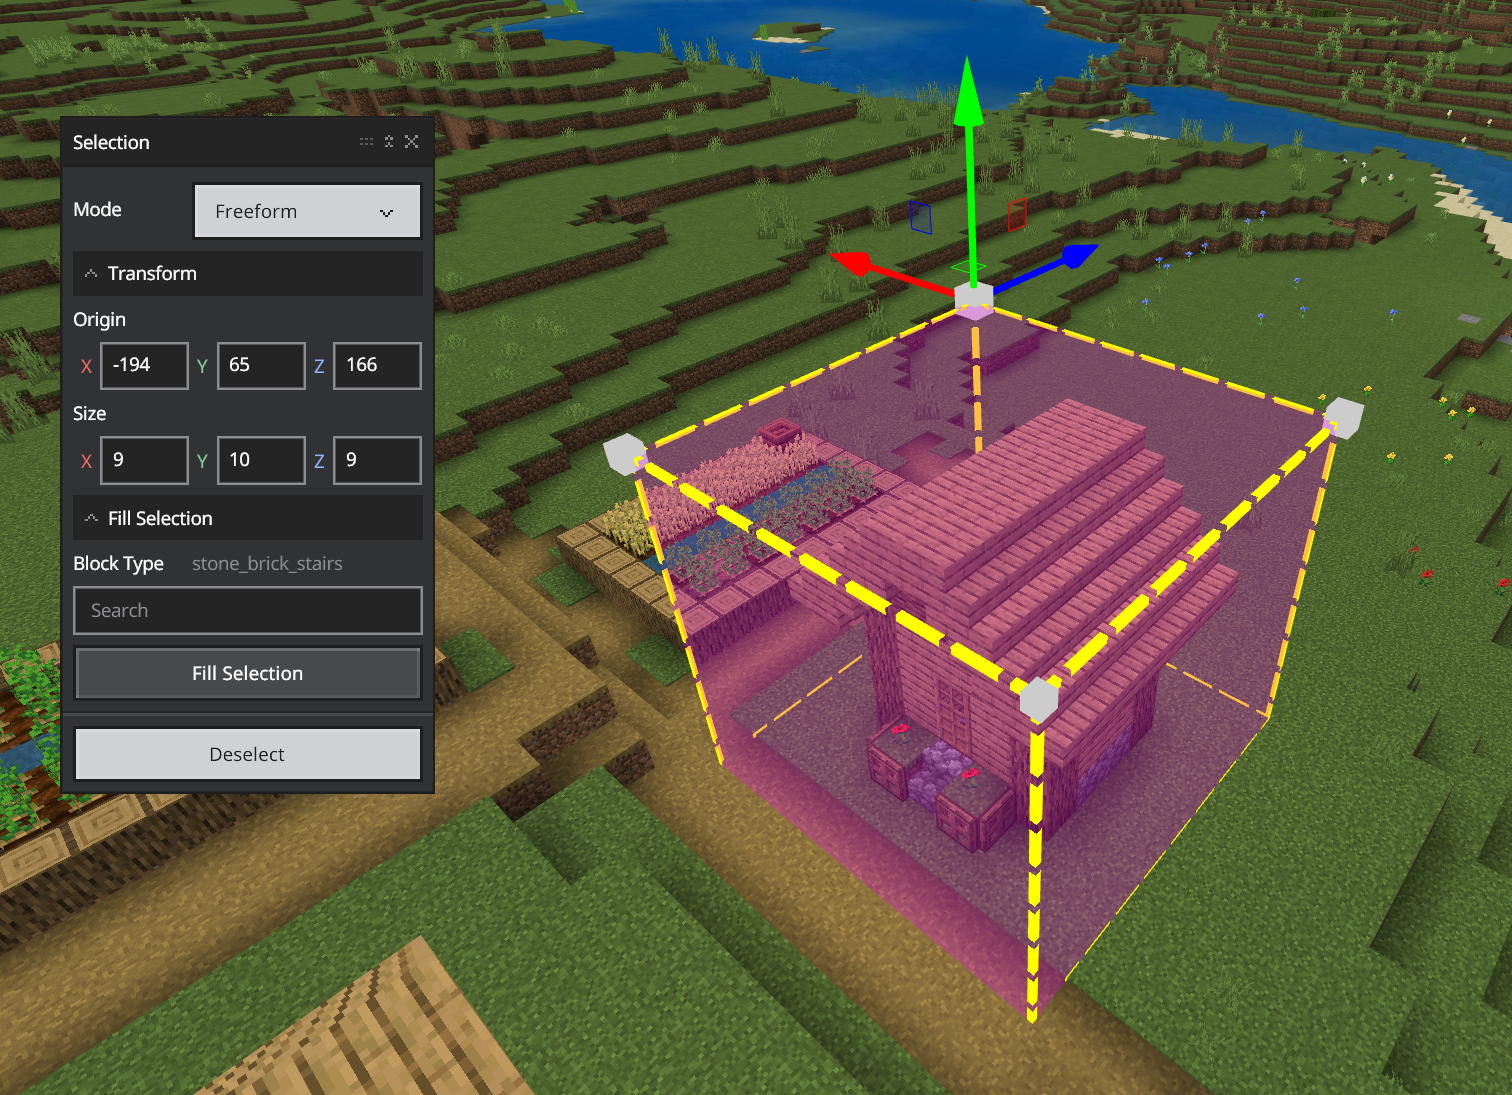 Selection
Mode Freeform
Transform
Origin
X -194 Y 65 Z 166
Size
X 9 Y 10 Z 9
Fill Selection
Block Type stone_brick_stairs
Search
Fill Selection
Deselect